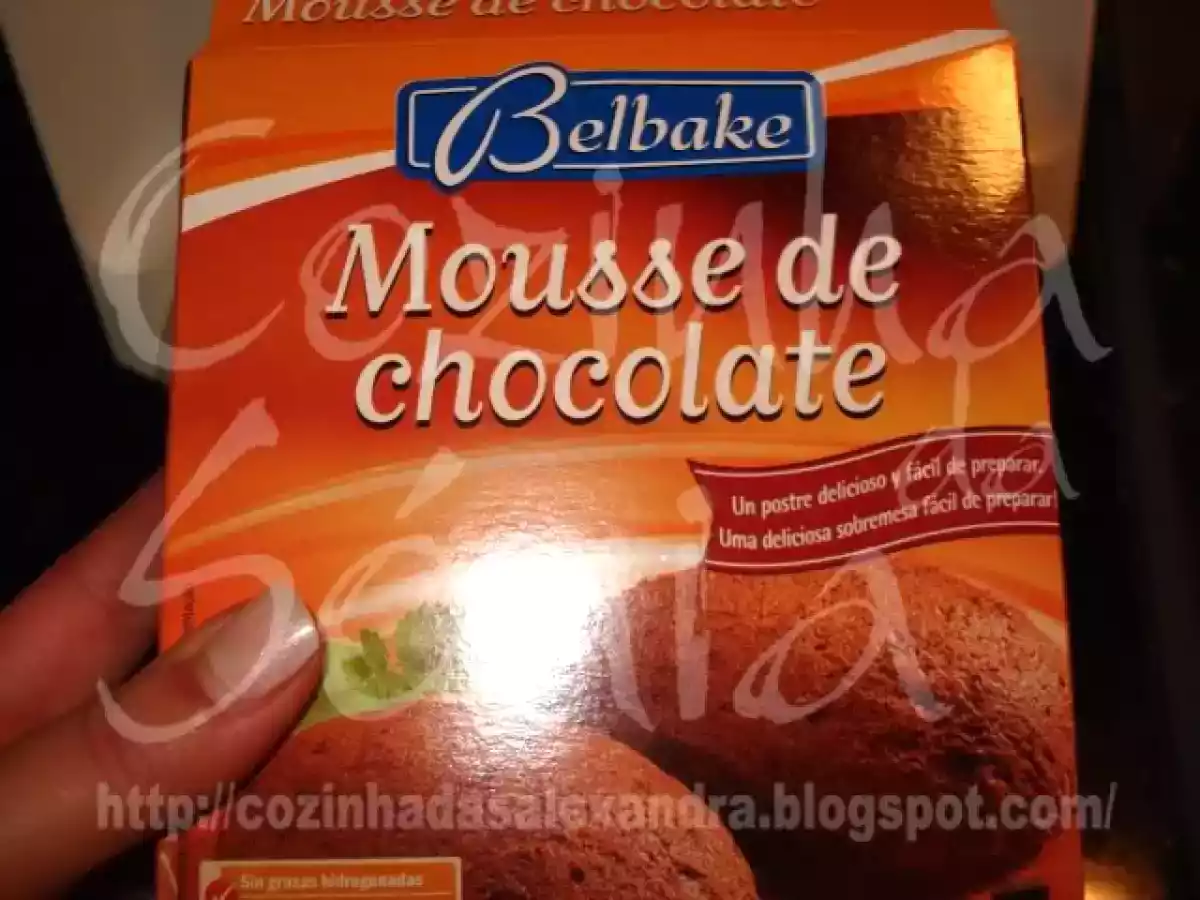 Mousse de chocolate
Belbake
Mousse de
chocolate
Un postre delicioso y fácil de preparar.
Uma deliciosa sobremesa fácil de preparar!
Cozinha
da
Sónia
http://cozinhadasalexandra.blogspot.com/
Sin grasas hidrogenadas